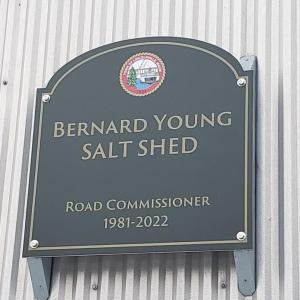 BERNARD YOUNG
SALT SHED
ROAD COMMISSIONER
1981-2022